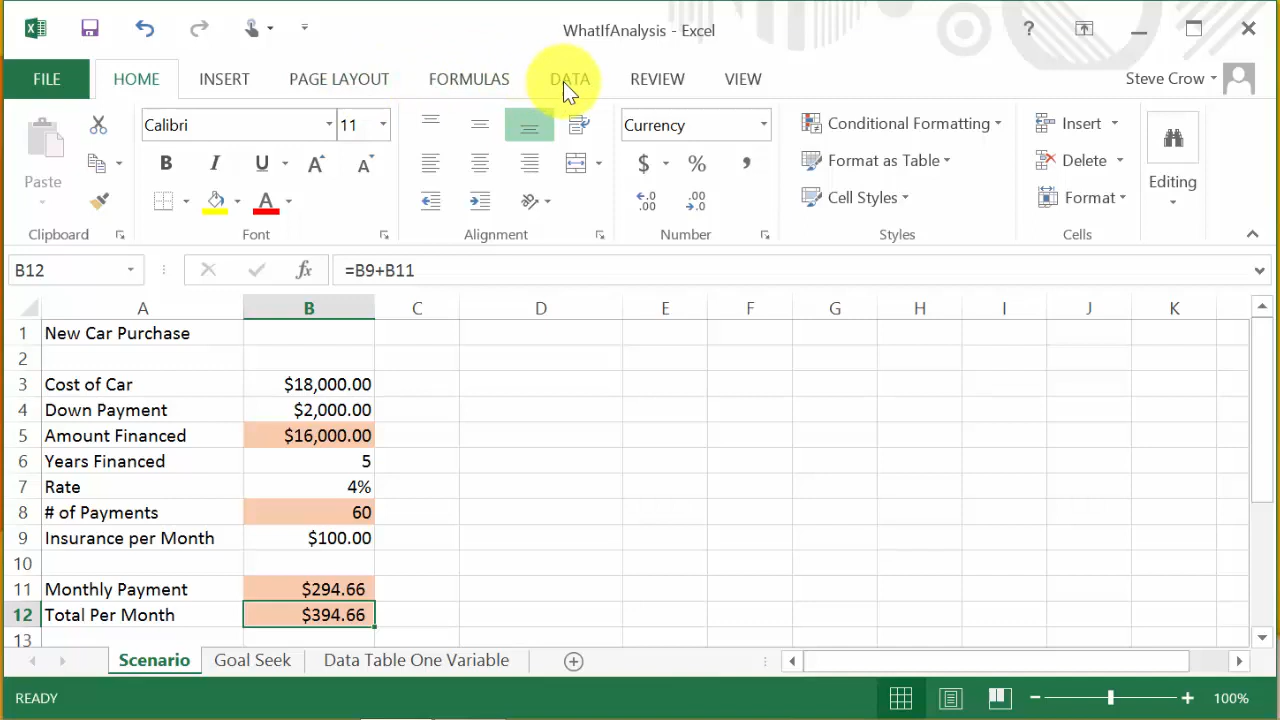 WhatIfAnalysis - Excel
?
FILE HOME INSERT PAGE LAYOUT FORMULAS DATA REVIEW VIEW Steve Crow
Calibri 11 Currency Conditional Formatting Insert
Paste B I U A A $ % , Format as Table Delete Editing
A .0 .00 .00 .0 Cell Styles Format
Clipboard Font Alignment Number Styles Cells
B12 fx =B9+B11
A B C D E F G H I J K
1 New Car Purchase
2
3 Cost of Car $18,000.00
4 Down Payment $2,000.00
5 Amount Financed $16,000.00
6 Years Financed 5
7 Rate 4%
8 # of Payments 60
9 Insurance per Month $100.00
10
11 Monthly Payment $294.66
12 Total Per Month $394.66
13
Scenario Goal Seek Data Table One Variable
READY 100%